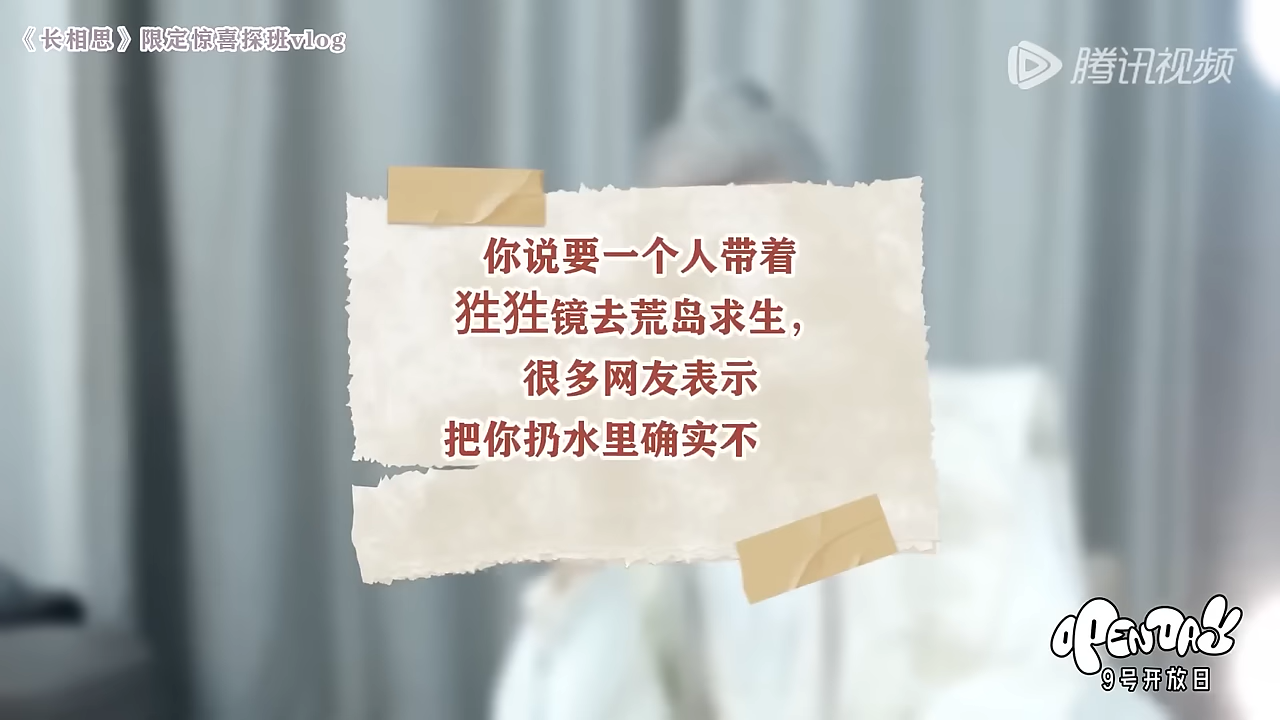 《长相思》限定惊喜探班vlog
腾讯视频
你说要一个人带着
狌狌镜去荒岛求生，
很多网友表示
把你扔水里确实不
OPENDAY
9号开放日